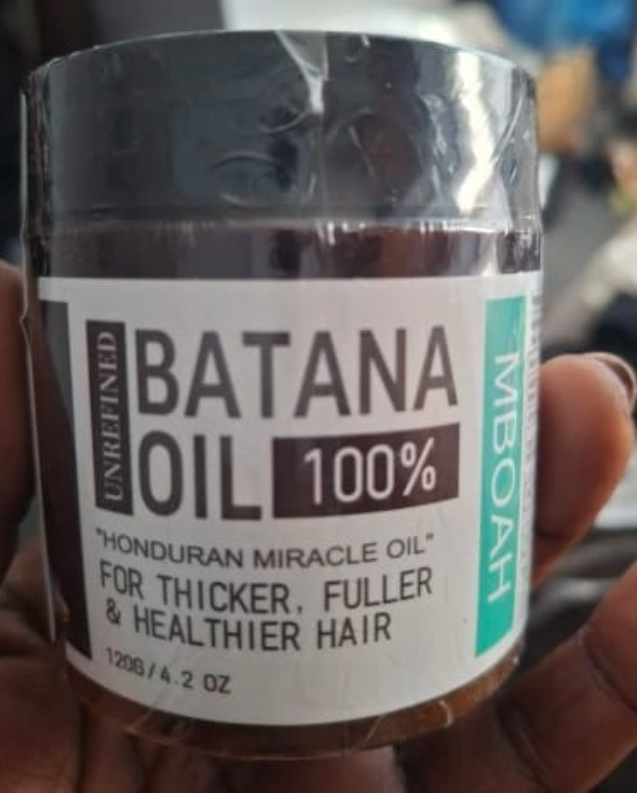 UNREFINED
BATANA
OIL 100%
"HONDURAN MIRACLE OIL"
FOR THICKER, FULLER
& HEALTHIER HAIR
120G/4.2 OZ
MBOAH